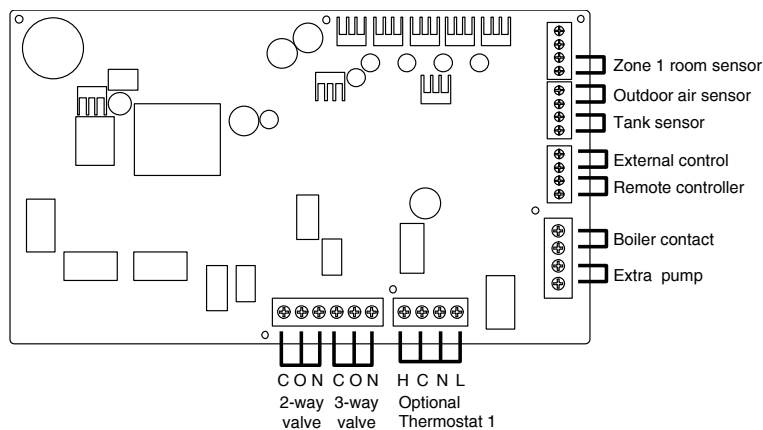 Zone 1 room sensor
Outdoor air sensor
Tank sensor
External control
Remote controller
Boiler contact
Extra pump
C O N C O N H C N L
2-way 3-way Optional
valve valve Thermostat 1